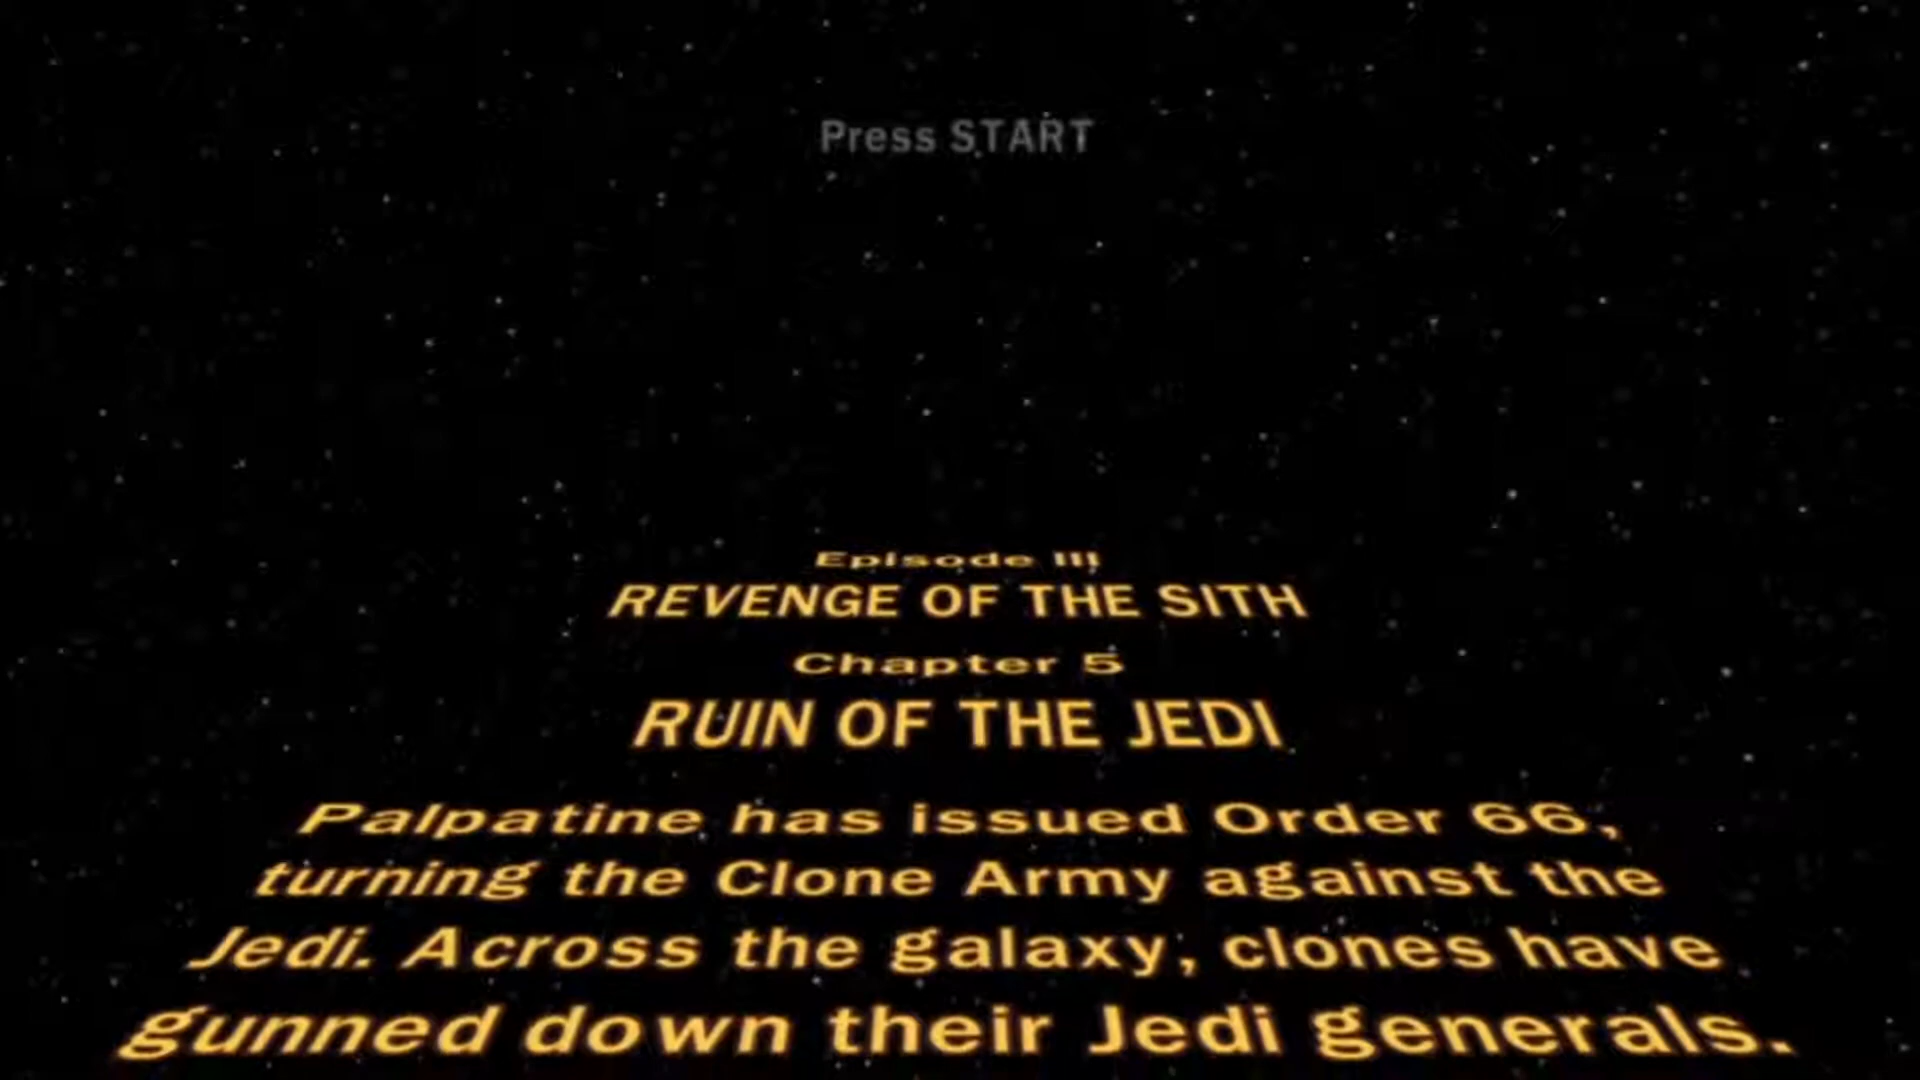 Press START
Episode III
REVENGE OF THE SITH
Chapter 5
RUIN OF THE JEDI
Palpatine has issued Order 66,
turning the Clone Army against the
Jedi. Across the galaxy, clones have
gunned down their Jedi generals.